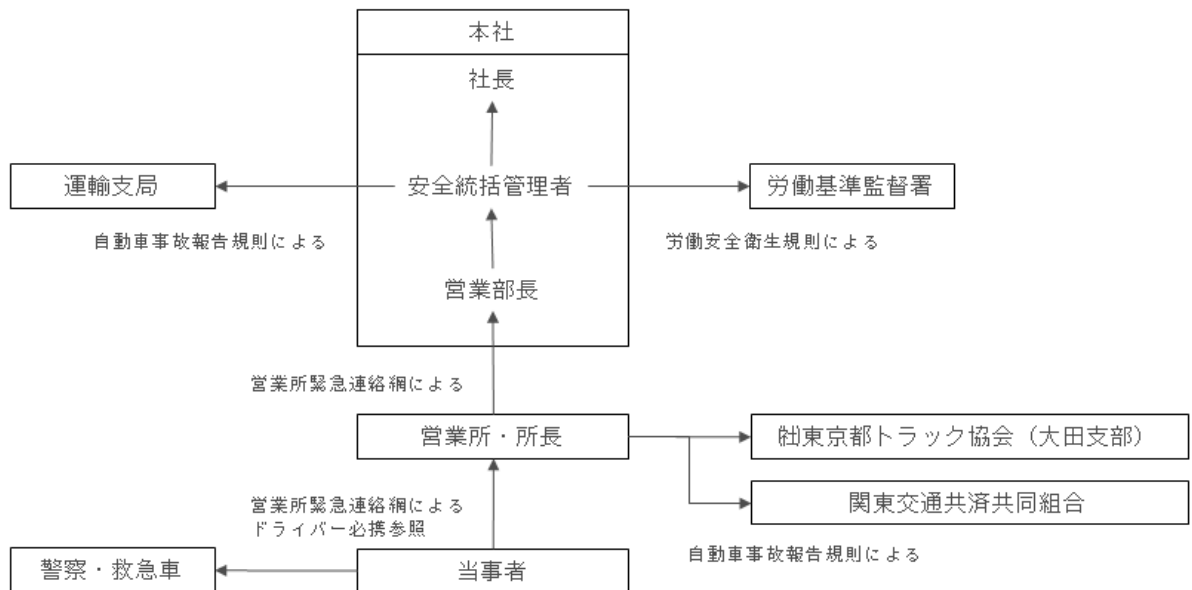 本社
社長
運輸支局
安全統括管理者
労働基準監督署
自動車事故報告規則による
労働安全衛生規則による
営業部長
営業所緊急連絡網による
営業所・所長
㈳東京都トラック協会（大田支部）
営業所緊急連絡網による
ドライバー必携参照
関東交通共済共同組合
自動車事故報告規則による
警察・救急車
当事者